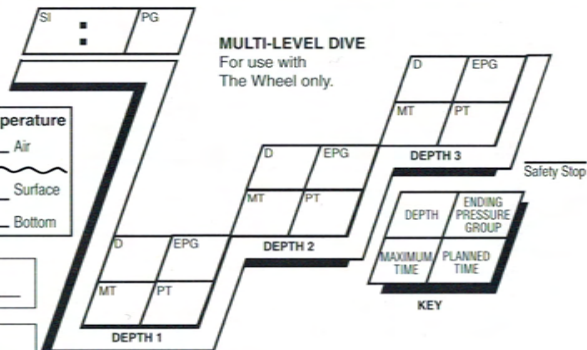 SI
:
PG
MULTI-LEVEL DIVE
For use with
The Wheel only.
D
EPG
MT
PT
DEPTH 3
Safety Stop
D
EPG
MT
PT
DEPTH 2
D
EPG
MT
PT
DEPTH 1
perature
Air
Surface
Bottom
DEPTH
ENDING
PRESSURE
GROUP
MAXIMUM
TIME
PLANNED
TIME
KEY